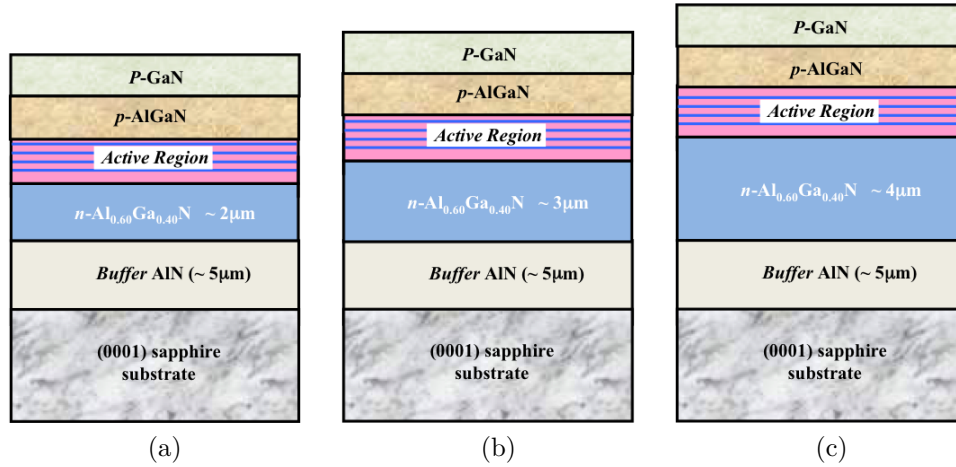 P-GaN
p-AlGaN
Active Region
n-Al₀.₆₀Ga₀.₄₀N ~ 2μm
Buffer AlN (~ 5μm)
(0001) sapphire
substrate
(a)
P-GaN
p-AlGaN
Active Region
n-Al₀.₆₀Ga₀.₄₀N ~ 3μm
Buffer AlN (~ 5μm)
(0001) sapphire
substrate
(b)
P-GaN
p-AlGaN
Active Region
n-Al₀.₆₀Ga₀.₄₀N ~ 4μm
Buffer AlN (~ 5μm)
(0001) sapphire
substrate
(c)